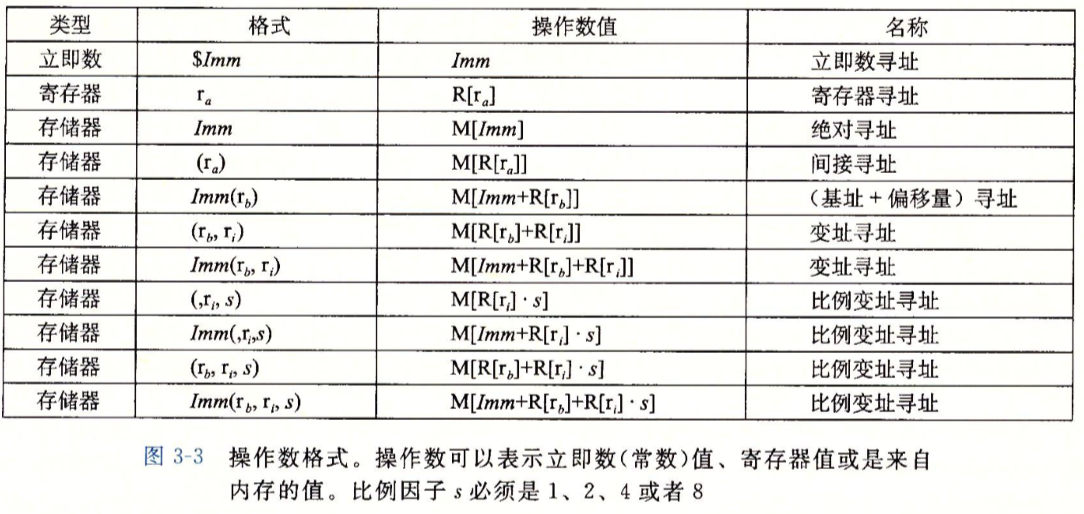 类型 格式 操作数值 名称
立即数 $Imm Imm 立即数寻址
寄存器 rₐ R[rₐ] 寄存器寻址
存储器 Imm M[Imm] 绝对寻址
存储器 (rₐ) M[R[rₐ]] 间接寻址
存储器 Imm(r_b) M[Imm+R[r_b]] （基址+偏移量）寻址
存储器 (r_b, r_i) M[R[r_b]+R[r_i]] 变址寻址
存储器 Imm(r_b, r_i) M[Imm+R[r_b]+R[r_i]] 变址寻址
存储器 (,r_i, s) M[R[r_i]·s] 比例变址寻址
存储器 Imm(,r_i,s) M[Imm+R[r_i]·s] 比例变址寻址
存储器 (r_b, r_i, s) M[R[r_b]+R[r_i]·s] 比例变址寻址
存储器 Imm(r_b, r_i, s) M[Imm+R[r_b]+R[r_i]·s] 比例变址寻址
图 3-3 操作数格式。操作数可以表示立即数(常数)值、寄存器值或是来自
内存的值。比例因子 s 必须是 1、2、4 或者 8